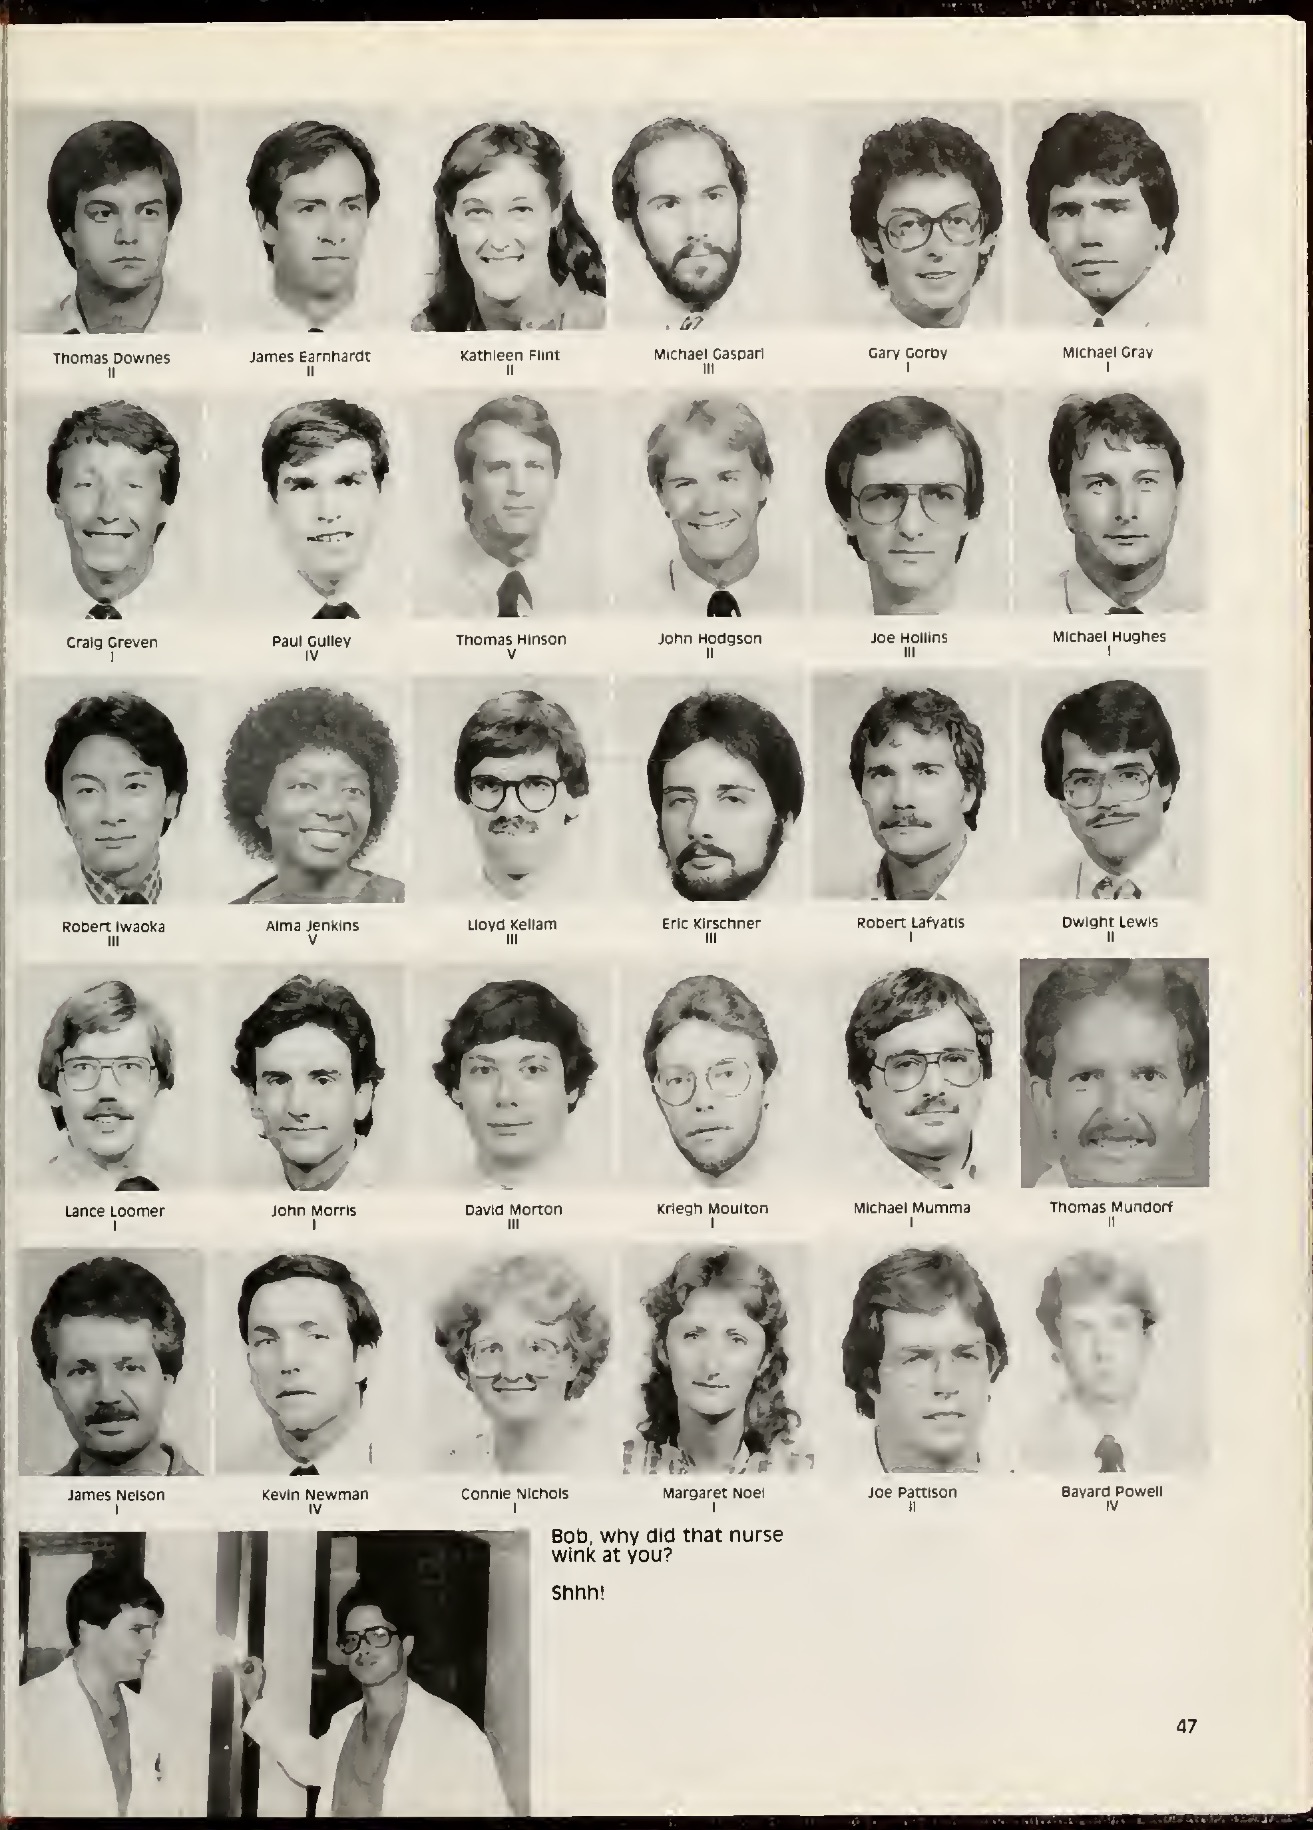 Thomas Downes
II
James Earnhardt
II
Kathleen Flint
II
Michael Gaspari
III
Gary Gorby
I
Michael Gray
I
Craig Greven
I
Paul Gulley
IV
Thomas Hinson
V
John Hodgson
II
Joe Hollins
III
Michael Hughes
I
Robert Iwaoka
III
Alma Jenkins
V
Lloyd Kellam
III
Eric Kirschner
III
Robert Lafyatis
I
Dwight Lewis
II
Lance Loomer
I
John Morris
I
David Morton
III
Kriegh Moulton
I
Michael Mumma
I
Thomas Mundorf
II
James Nelson
I
Kevin Newman
IV
Connie Nichols
I
Margaret Noel
I
Joe Pattison
II
Bayard Powell
IV
Bob, why did that nurse
wink at you?
Shhh!
47